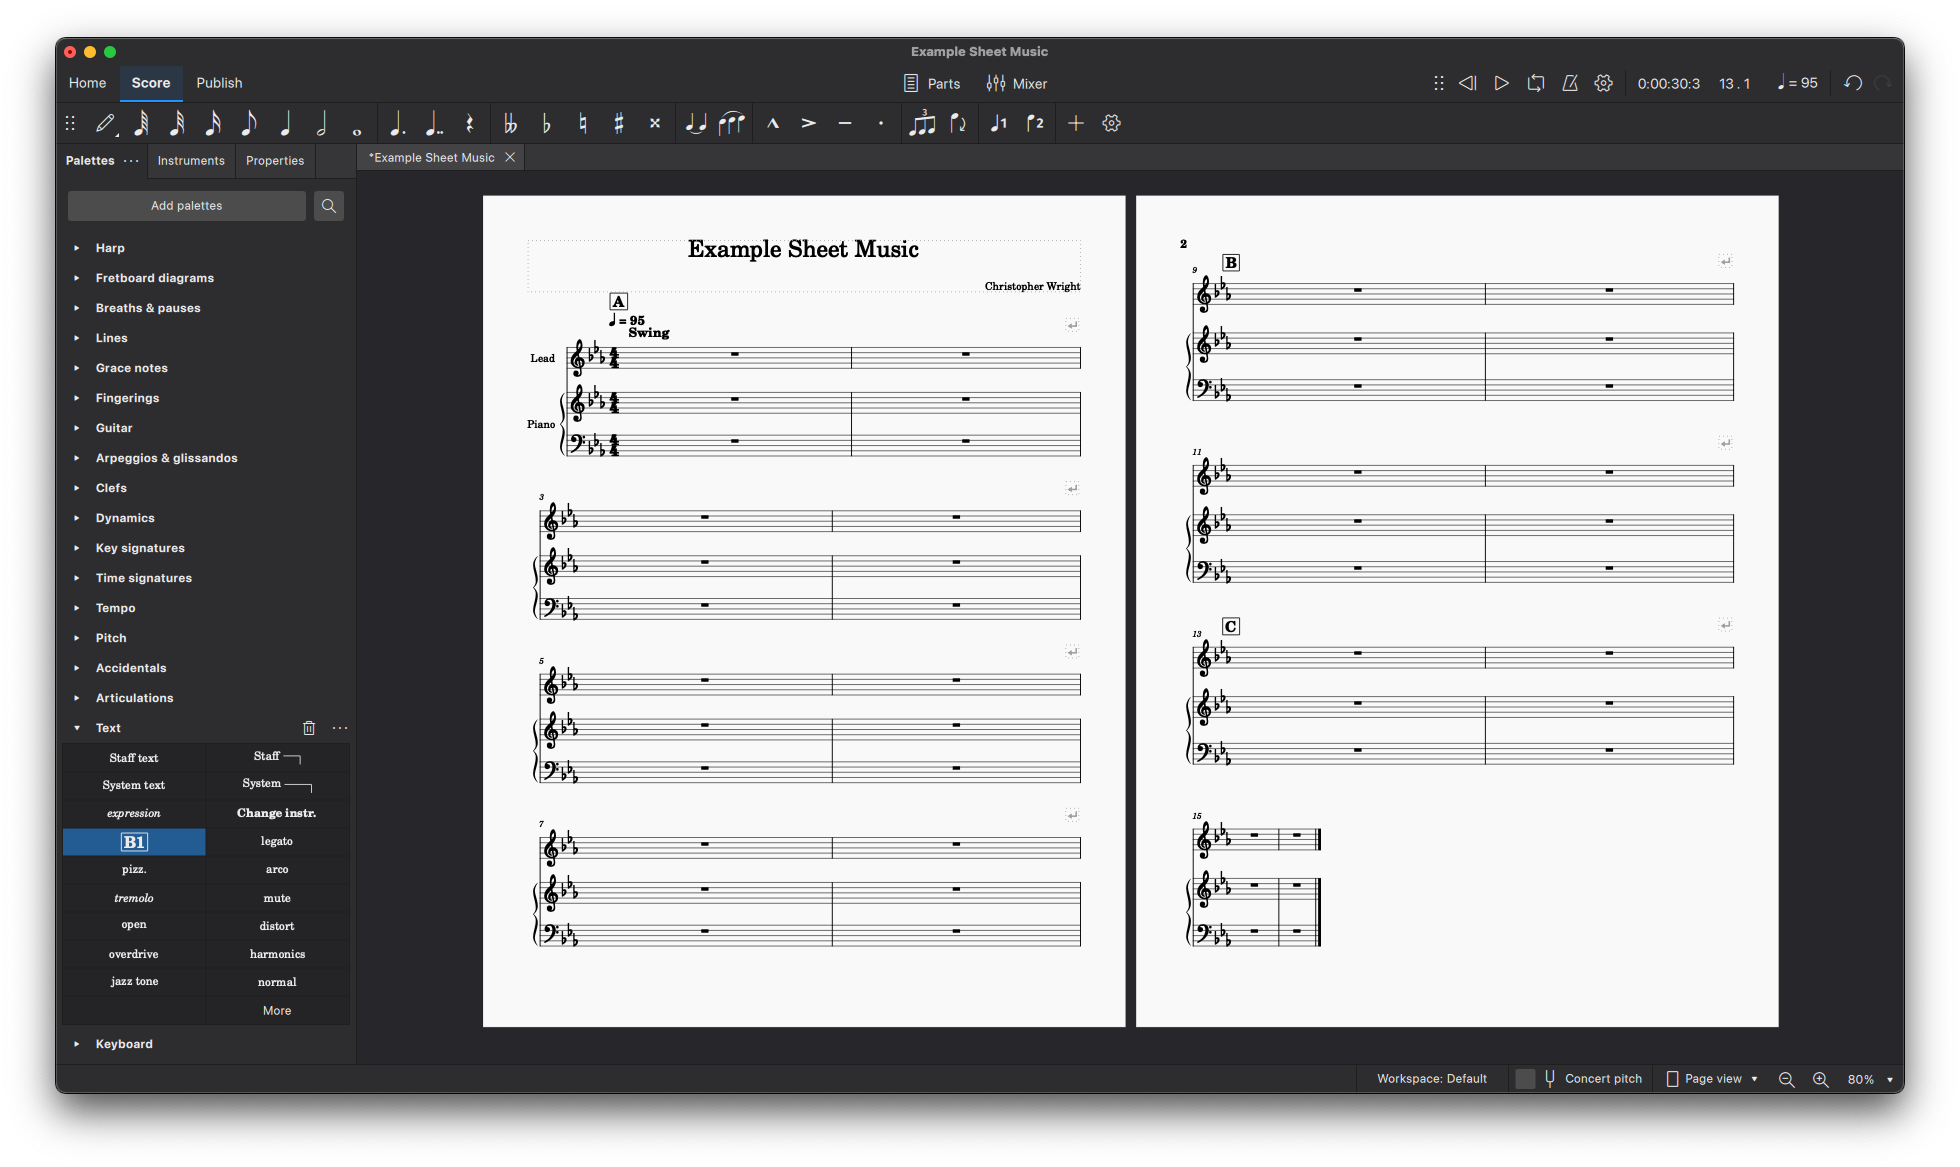 Example Sheet Music
Home Score Publish
Parts Mixer
0:00:30:3 13 . 1 = 95
3 1 2
Palettes ··· Instruments Properties
*Example Sheet Music
Add palettes
Harp
Fretboard diagrams
Breaths & pauses
Lines
Grace notes
Fingerings
Guitar
Arpeggios & glissandos
Clefs
Dynamics
Key signatures
Time signatures
Tempo
Pitch
Accidentals
Articulations
Text
Staff text Staff
System text System
expression Change instr.
B1 legato
pizz. arco
tremolo mute
open distort
overdrive harmonics
jazz tone normal
More
Keyboard
Example Sheet Music
Christopher Wright
A
= 95
Swing
Lead
Piano
3
5
7
2
B
9
11
C
13
15
Workspace: Default Concert pitch Page view 80%